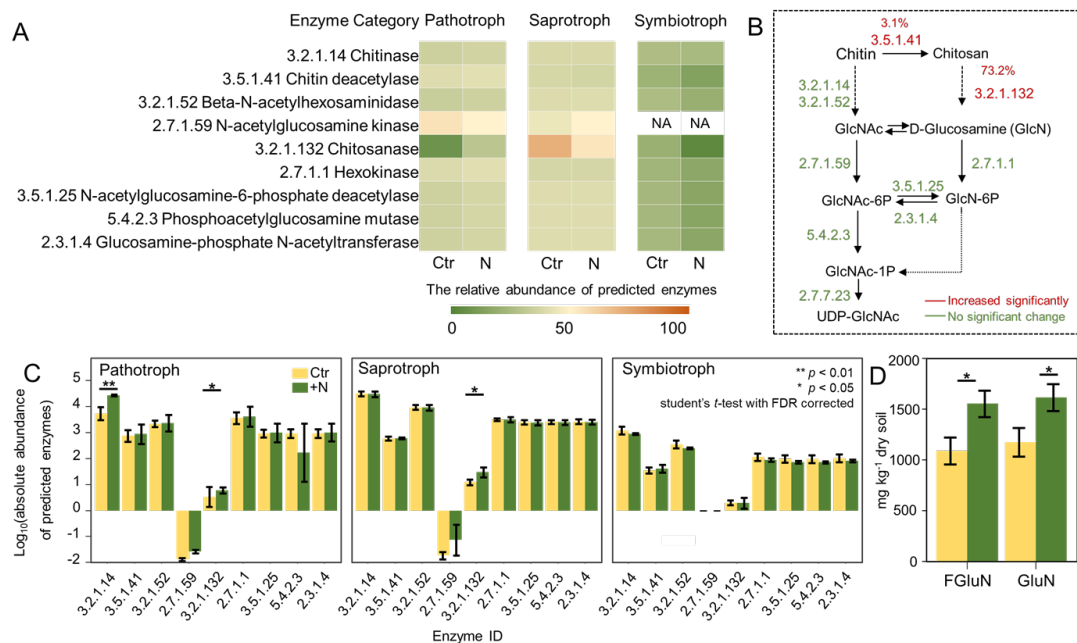 A
Enzyme Category Pathotroph Saprotroph Symbiotroph
3.2.1.14 Chitinase
3.5.1.41 Chitin deacetylase
3.2.1.52 Beta-N-acetylhexosaminidase
2.7.1.59 N-acetylglucosamine kinase NA NA
3.2.1.132 Chitosanase
2.7.1.1 Hexokinase
3.5.1.25 N-acetylglucosamine-6-phosphate deacetylase
5.4.2.3 Phosphoacetylglucosamine mutase
2.3.1.4 Glucosamine-phosphate N-acetyltransferase
Ctr N Ctr N Ctr N
The relative abundance of predicted enzymes
0 50 100
B
3.1%
3.5.1.41
Chitin Chitosan
73.2%
3.2.1.14
3.2.1.52
3.2.1.132
GlcNAc D-Glucosamine (GlcN)
2.7.1.59 2.7.1.1
3.5.1.25
GlcNAc-6P GlcN-6P
2.3.1.4
5.4.2.3
GlcNAc-1P
2.7.7.23
UDP-GlcNAc
Increased significantly
No significant change
C
Pathotroph
Ctr
+N
** *
Saprotroph
*
Symbiotroph
** p < 0.01
* p < 0.05
student's t-test with FDR corrected
Log10(absolute abundance
of predicted enzymes)
5
4
3
2
1
0
-1
-2
3.2.1.14 3.5.1.41 3.2.1.52 2.7.1.59 3.2.1.132 2.7.1.1 3.5.1.25 5.4.2.3 2.3.1.4
3.2.1.14 3.5.1.41 3.2.1.52 2.7.1.59 3.2.1.132 2.7.1.1 3.5.1.25 5.4.2.3 2.3.1.4
3.2.1.14 3.5.1.41 3.2.1.52 2.7.1.59 3.2.1.132 2.7.1.1 3.5.1.25 5.4.2.3 2.3.1.4
Enzyme ID
D
mg kg⁻¹ dry soil
2000
1500
1000
500
0
* *
FGluN GluN